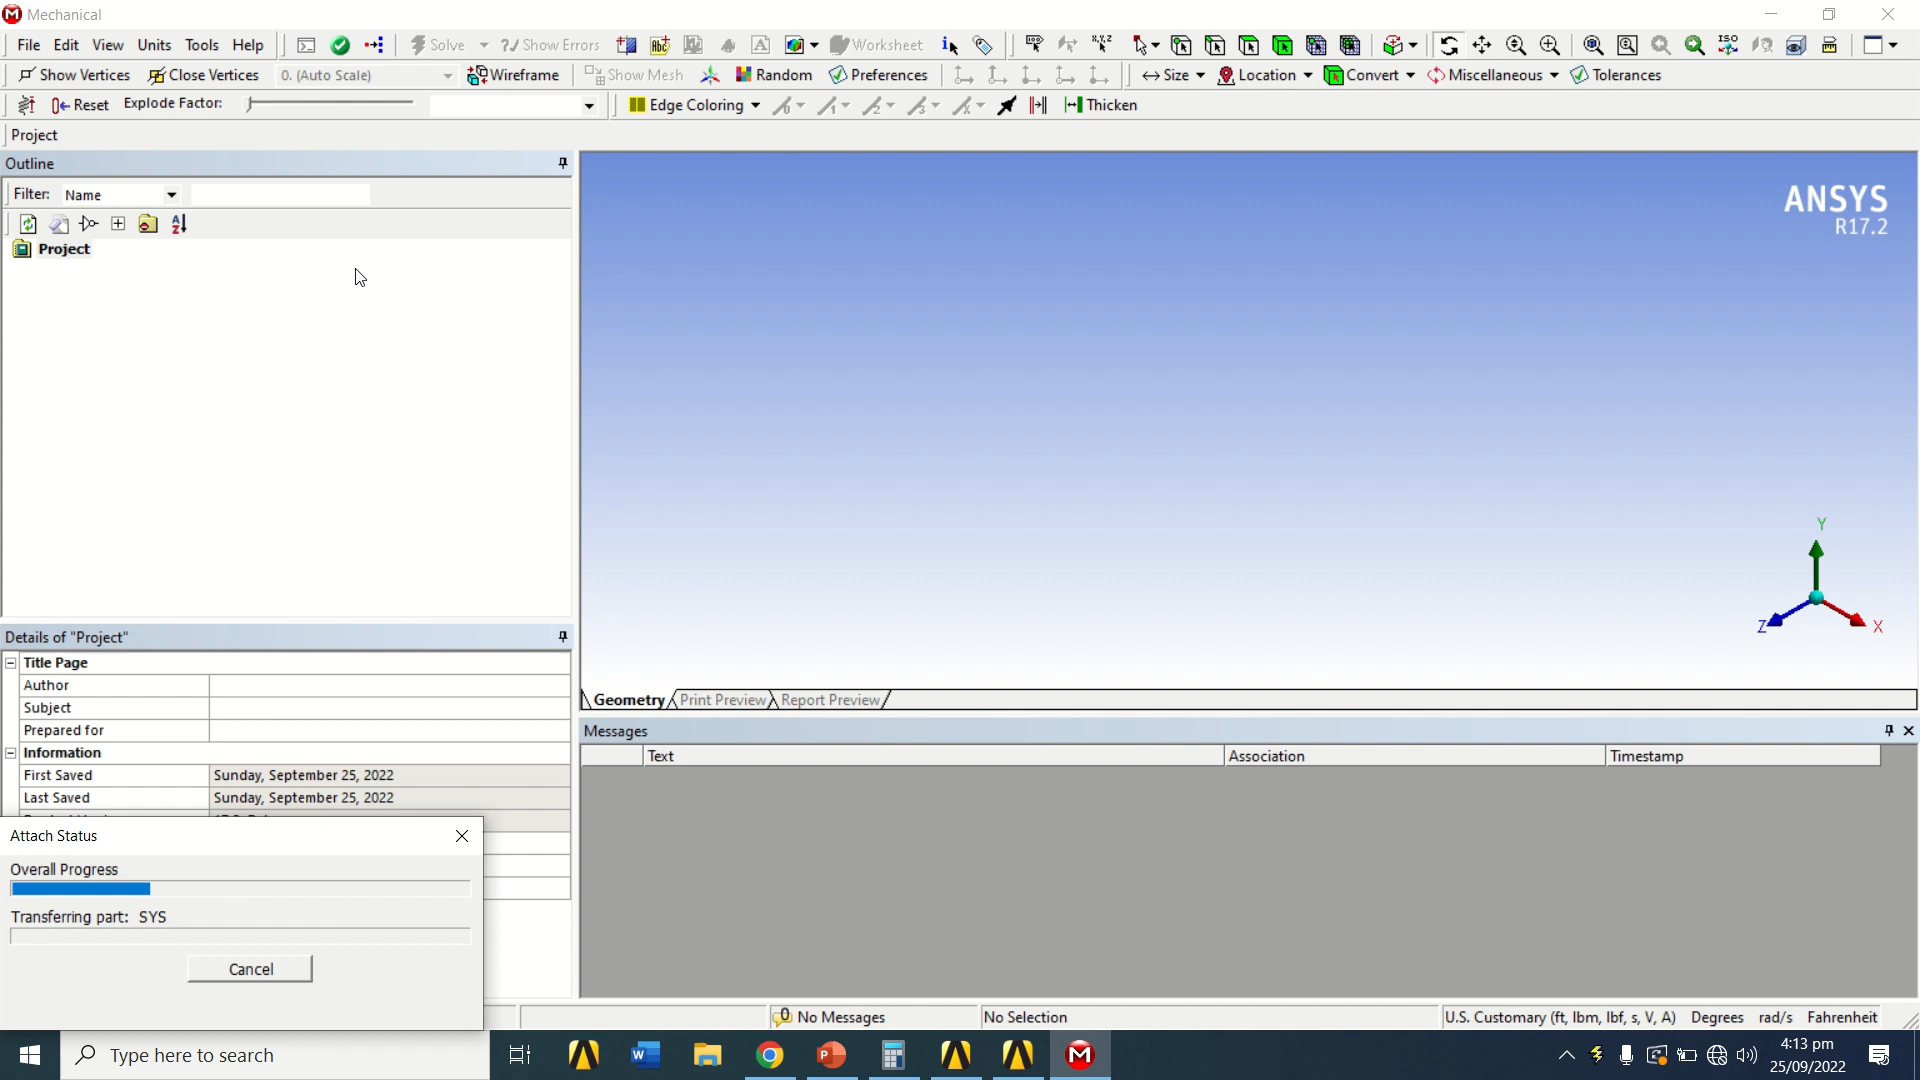 Mechanical
File Edit View Units Tools Help Solve ?/ Show Errors Worksheet
Show Vertices Close Vertices 0. (Auto Scale) Wireframe Show Mesh Random Preferences Size Location Convert Miscellaneous Tolerances
Reset Explode Factor: Edge Coloring Thicken
Project
Outline
Filter: Name
Project
ANSYS
R17.2
Y
Z
X
Details of "Project"
Title Page
Author
Subject
Prepared for
Information
First Saved Sunday, September 25, 2022
Last Saved Sunday, September 25, 2022
Geometry Print Preview Report Preview
Messages
Text Association Timestamp
Attach Status
Overall Progress
Transferring part: SYS
Cancel
No Messages No Selection U.S. Customary (ft, lbm, lbf, s, V, A) Degrees rad/s Fahrenheit
Type here to search
4:13 pm
25/09/2022